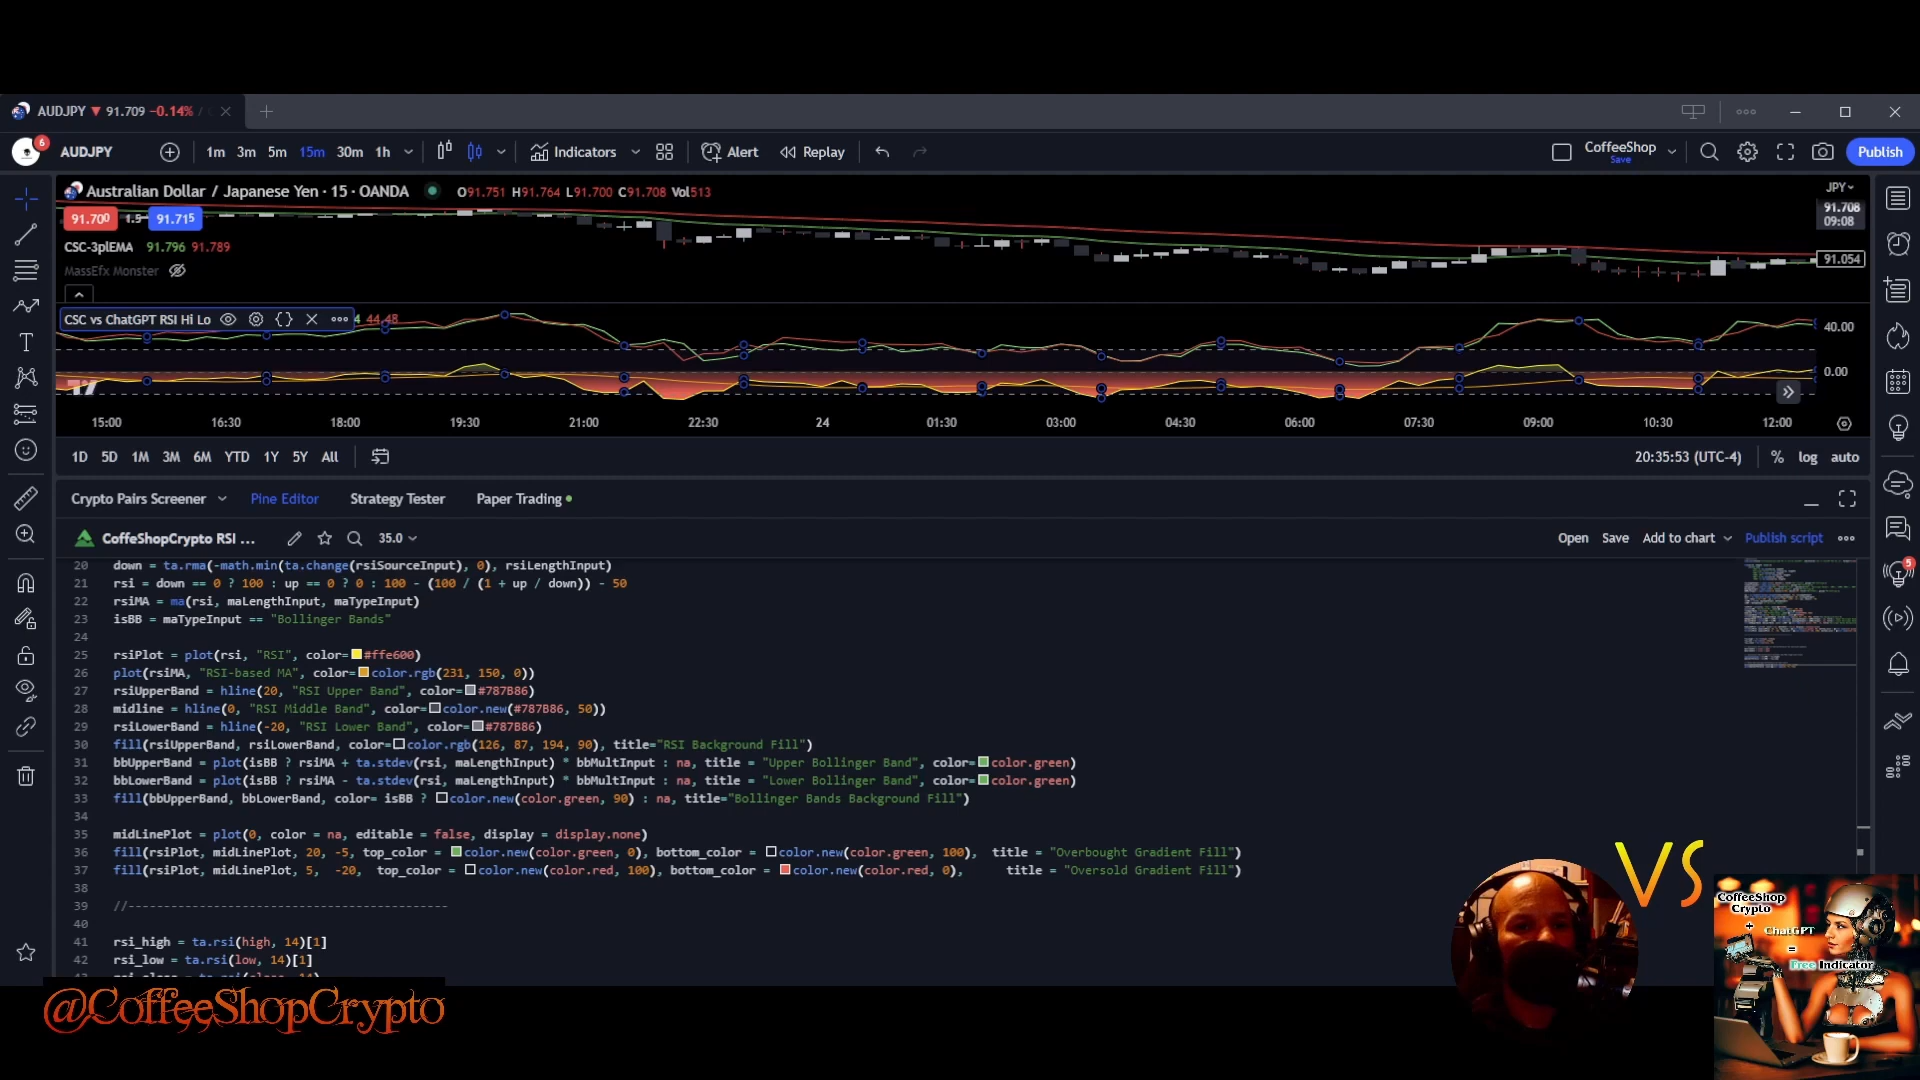 AUDJPY ▼ 91.709 −0.14% /
6
AUDJPY
1m 3m 5m 15m 30m 1h
Indicators
Alert
Replay
CoffeeShop
Save
Publish
Australian Dollar / Japanese Yen · 15 · OANDA
O91.751 H91.764 L91.700 C91.708 Vol513
JPY
91.700 1.5 91.715
91.708
09:08
CSC-3plEMA 91.796 91.789
91.054
MassEfx Monster
CSC vs ChatGPT RSI Hi Lo
4 44.48
40.00
0.00
15:00 16:30 18:00 19:30 21:00 22:30 24 01:30 03:00 04:30 06:00 07:30 09:00 10:30 12:00
1D 5D 1M 3M 6M YTD 1Y 5Y All
20:35:53 (UTC-4) % log auto
Crypto Pairs Screener Pine Editor Strategy Tester Paper Trading
CoffeShopCrypto RSI ... 35.0
Open Save Add to chart Publish script
5
20 down = ta.rma(-math.min(ta.change(rsiSourceInput), 0), rsiLengthInput)
21 rsi = down == 0 ? 100 : up == 0 ? 0 : 100 - (100 / (1 + up / down)) - 50
22 rsiMA = ma(rsi, maLengthInput, maTypeInput)
23 isBB = maTypeInput == "Bollinger Bands"
24
25 rsiPlot = plot(rsi, "RSI", color=#ffe600)
26 plot(rsiMA, "RSI-based MA", color=color.rgb(231, 150, 0))
27 rsiUpperBand = hline(20, "RSI Upper Band", color=#787B86)
28 midline = hline(0, "RSI Middle Band", color=color.new(#787B86, 50))
29 rsiLowerBand = hline(-20, "RSI Lower Band", color=#787B86)
30 fill(rsiUpperBand, rsiLowerBand, color=color.rgb(126, 87, 194, 90), title="RSI Background Fill")
31 bbUpperBand = plot(isBB ? rsiMA + ta.stdev(rsi, maLengthInput) * bbMultInput : na, title = "Upper Bollinger Band", color=color.green)
32 bbLowerBand = plot(isBB ? rsiMA - ta.stdev(rsi, maLengthInput) * bbMultInput : na, title = "Lower Bollinger Band", color=color.green)
33 fill(bbUpperBand, bbLowerBand, color= isBB ? color.new(color.green, 90) : na, title="Bollinger Bands Background Fill")
34
35 midLinePlot = plot(0, color = na, editable = false, display = display.none)
36 fill(rsiPlot, midLinePlot, 20, -5, top_color = color.new(color.green, 0), bottom_color = color.new(color.green, 100), title = "Overbought Gradient Fill")
37 fill(rsiPlot, midLinePlot, 5, -20, top_color = color.new(color.red, 100), bottom_color = color.new(color.red, 0), title = "Oversold Gradient Fill")
38
39 //-------------------------------------------
40
41 rsi_high = ta.rsi(high, 14)[1]
42 rsi_low = ta.rsi(low, 14)[1]
VS
CoffeeShop
Crypto
+
ChatGPT
=
Free Indicator
@CoffeeShopCrypto